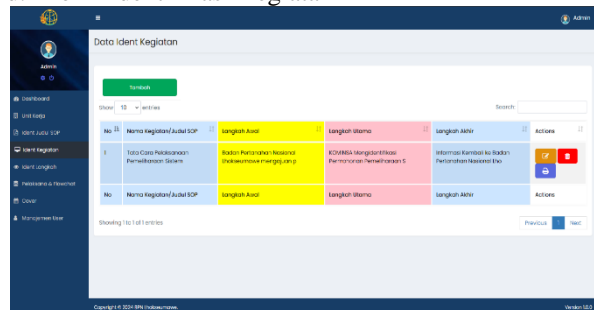 Admin
Data Ident Kegiatan
Admin
Tambah
Dashboard
Unit Kerja
Ident Judul SOP
Ident Kegiatan
Ident Langkah
Pelaksana & Flowchart
Cover
Manajemen User
Show 10 entries
Search:
No Nama Kegiatan/Judul SOP Langkah Awal Langkah Utama Langkah Akhir Actions
1 Tata Cara Pelaksanaan Badan Pertanahan Nasional KOMINSA Mengidentifikasi Informasi Kembali ke Badan
Pemeliharaan Sistem lhokseumawe mengajukan p Permohonan Pemeliharaan S Pertanahan Nasional Lho
No Nama Kegiatan/Judul SOP Langkah Awal Langkah Utama Langkah Akhir Actions
Showing 1 to 1 of 1 entries
Previous 1 Next
Copyright © 2024 BPN lhokseumawe.
Version 1.0.0